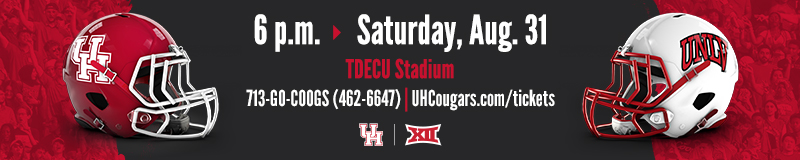 UH
6 p.m. Saturday, Aug. 31
UNLV
TDECU Stadium
713-GO-COOGS (462-6647) | UHCougars.com/tickets
UH | XII